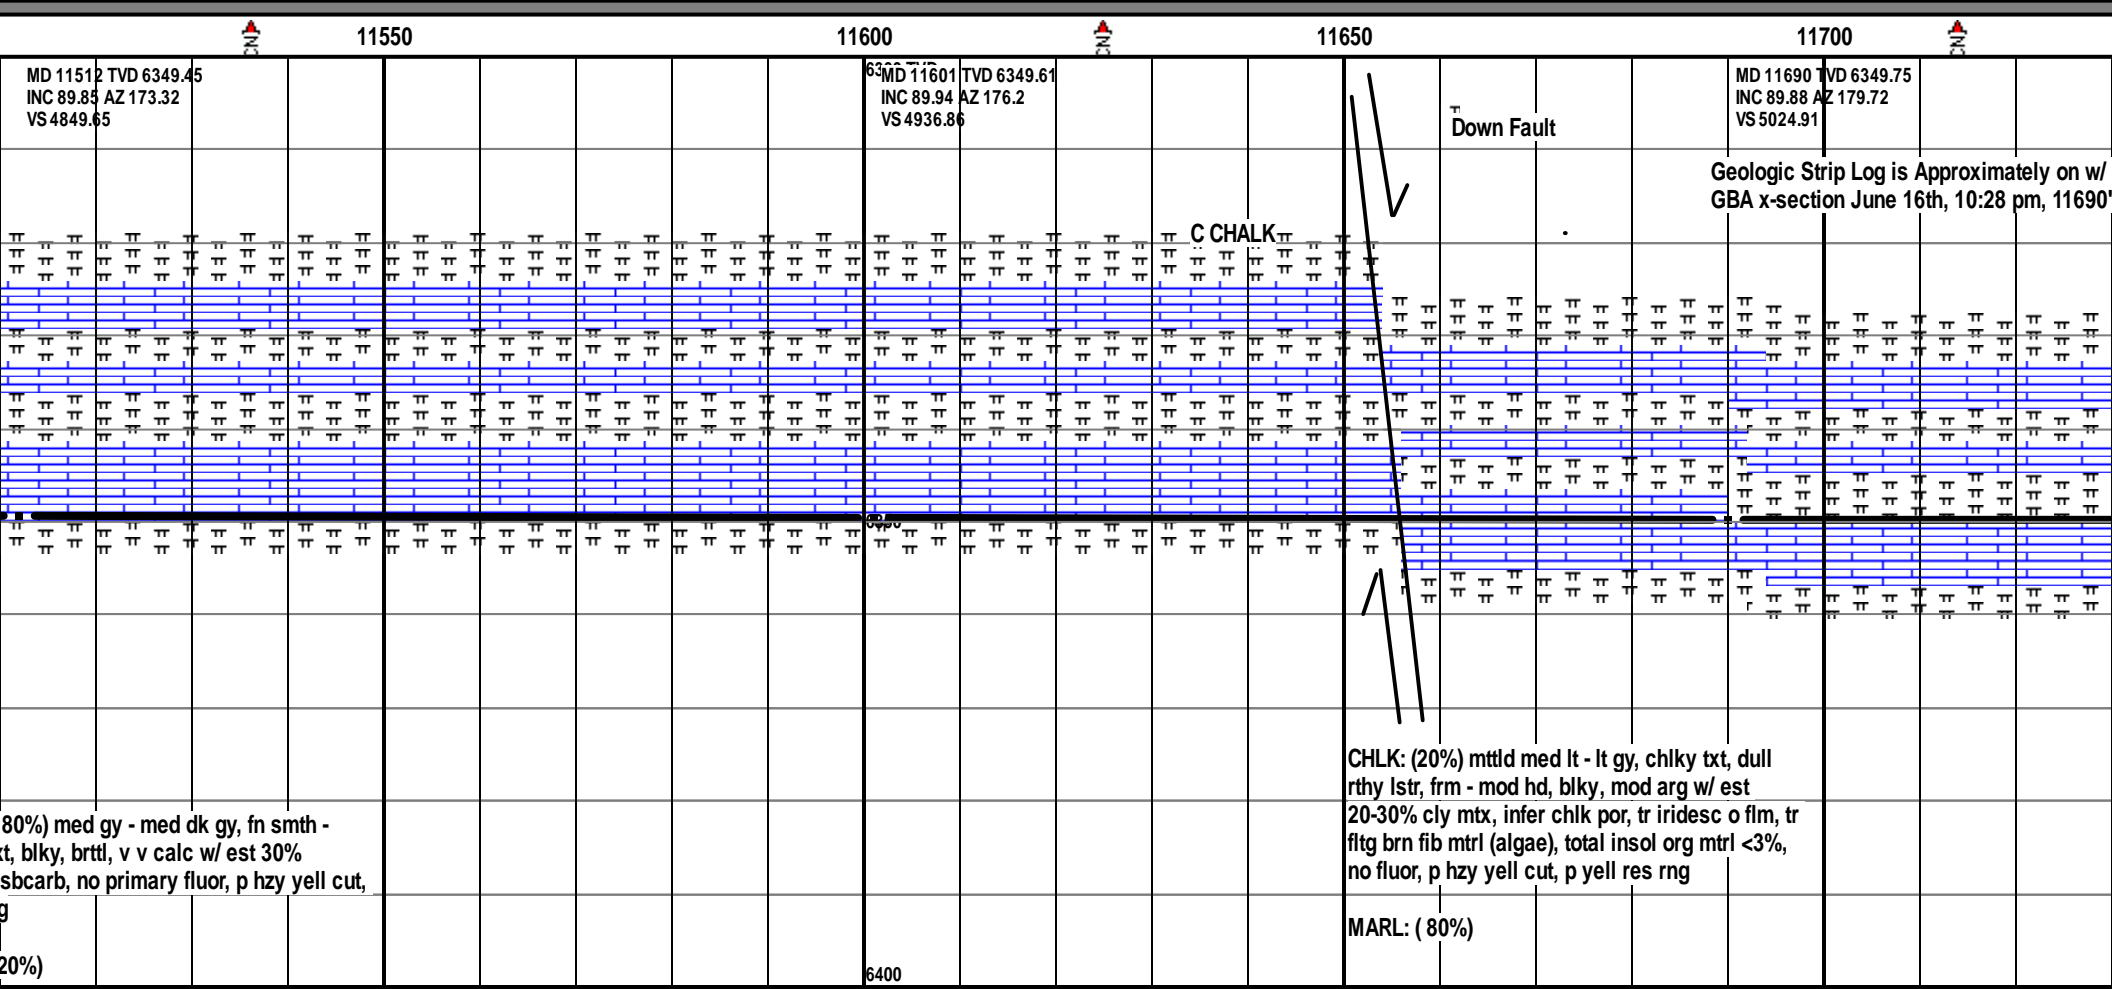 11550
11600
11650
11700
CN
CN
CN
MD 11512 TVD 6349.45
INC 89.85 AZ 173.32
VS 4849.65
MD 11601 TVD 6349.61
INC 89.94 AZ 176.2
VS 4936.86
MD 11690 TVD 6349.75
INC 89.88 AZ 179.72
VS 5024.91
Down Fault
Geologic Strip Log is Approximately on w/
GBA x-section June 16th, 10:28 pm, 11690'
C CHALK
80%) med gy - med dk gy, fn smth -
xt, blky, brttl, v v calc w/ est 30%
sbcarb, no primary fluor, p hzy yell cut,
g
20%)
CHLK: (20%) mttld med lt - lt gy, chlky txt, dull
rthy lstr, frm - mod hd, blky, mod arg w/ est
20-30% cly mtx, infer chlk por, tr iridesc o flm, tr
fltg brn fib mtrl (algae), total insol org mtrl <3%,
no fluor, p hzy yell cut, p yell res rng
MARL: ( 80%)
6400